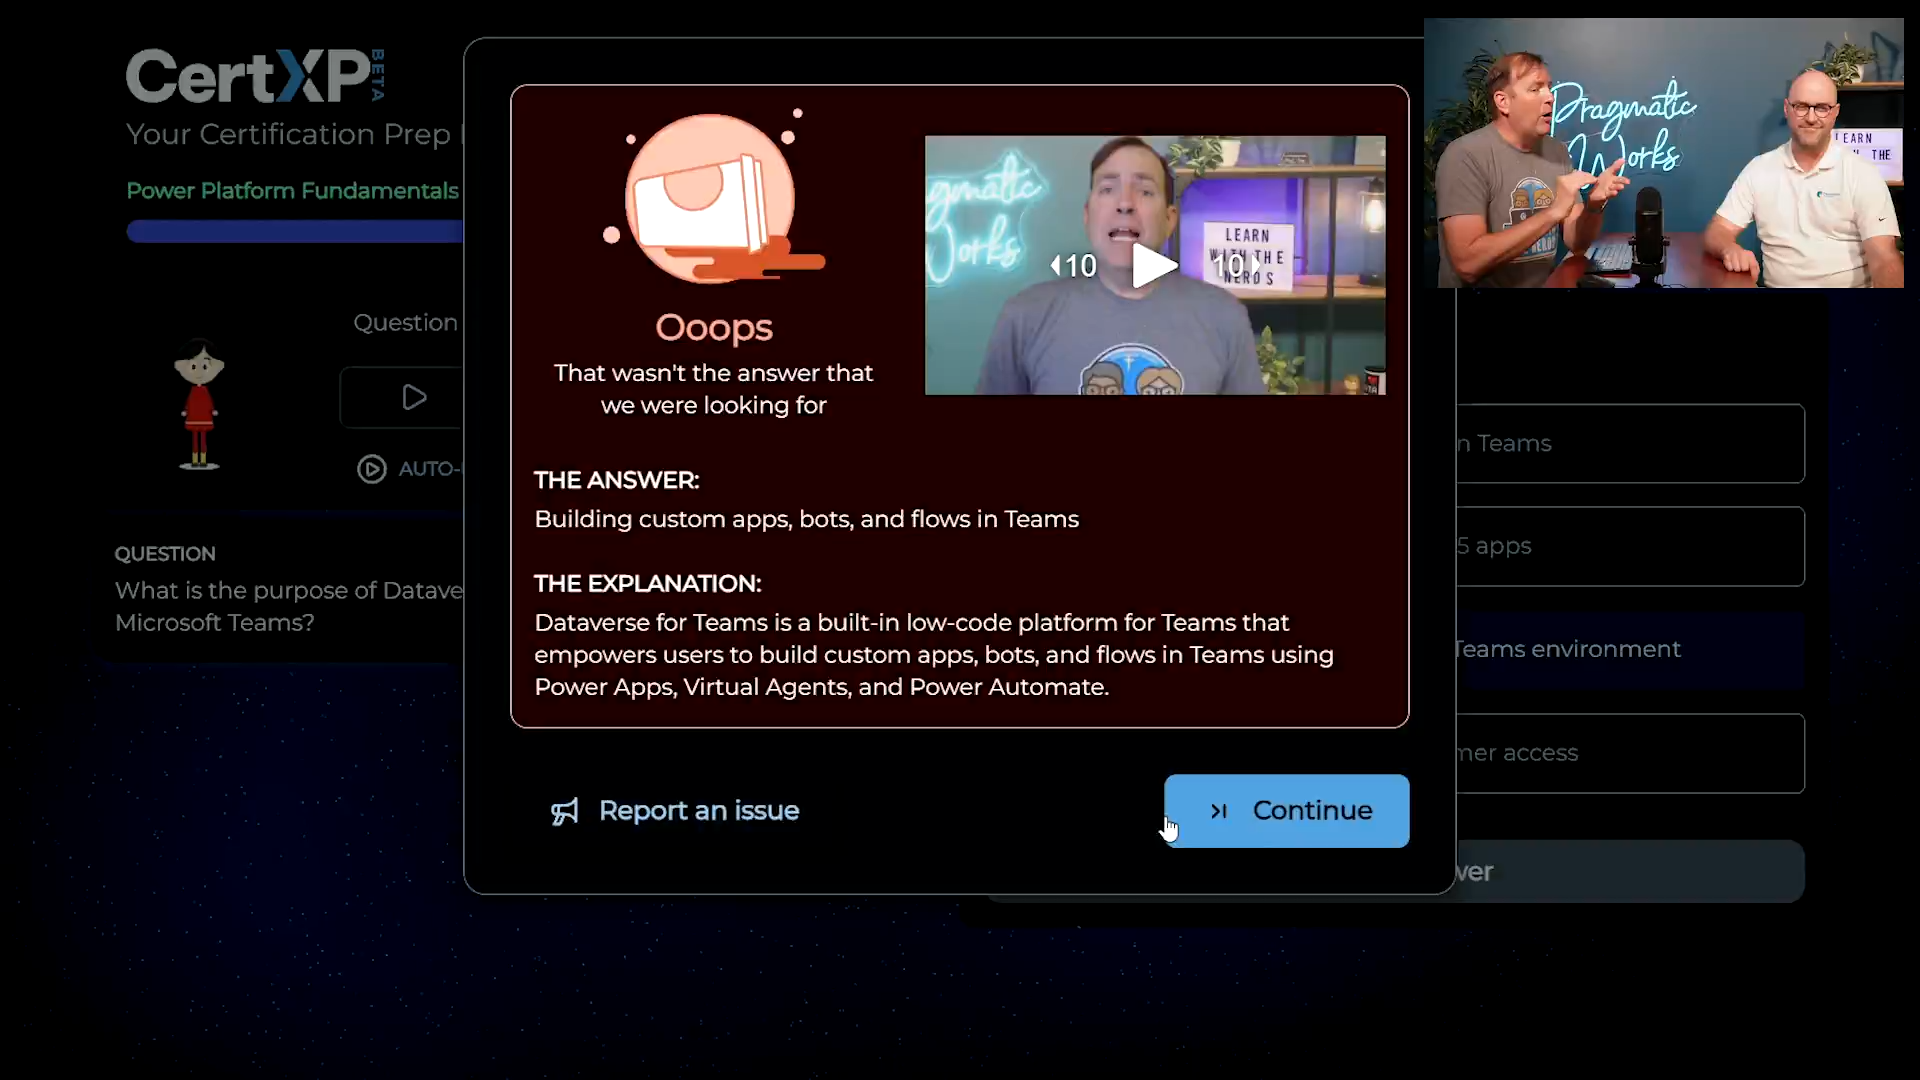 CertXP BETA
Your Certification Prep
Power Platform Fundamentals
Question
AUTO-
QUESTION
What is the purpose of Datave
Microsoft Teams?
Ooops
That wasn't the answer that
we were looking for
gmatic
Works
LEARN
WITH THE
NERDS
10
10
THE ANSWER:
Building custom apps, bots, and flows in Teams
THE EXPLANATION:
Dataverse for Teams is a built-in low-code platform for Teams that
empowers users to build custom apps, bots, and flows in Teams using
Power Apps, Virtual Agents, and Power Automate.
Report an issue
Continue
Pragmatic
Works
LEARN
THE
n Teams
5 apps
Teams environment
mer access
wer